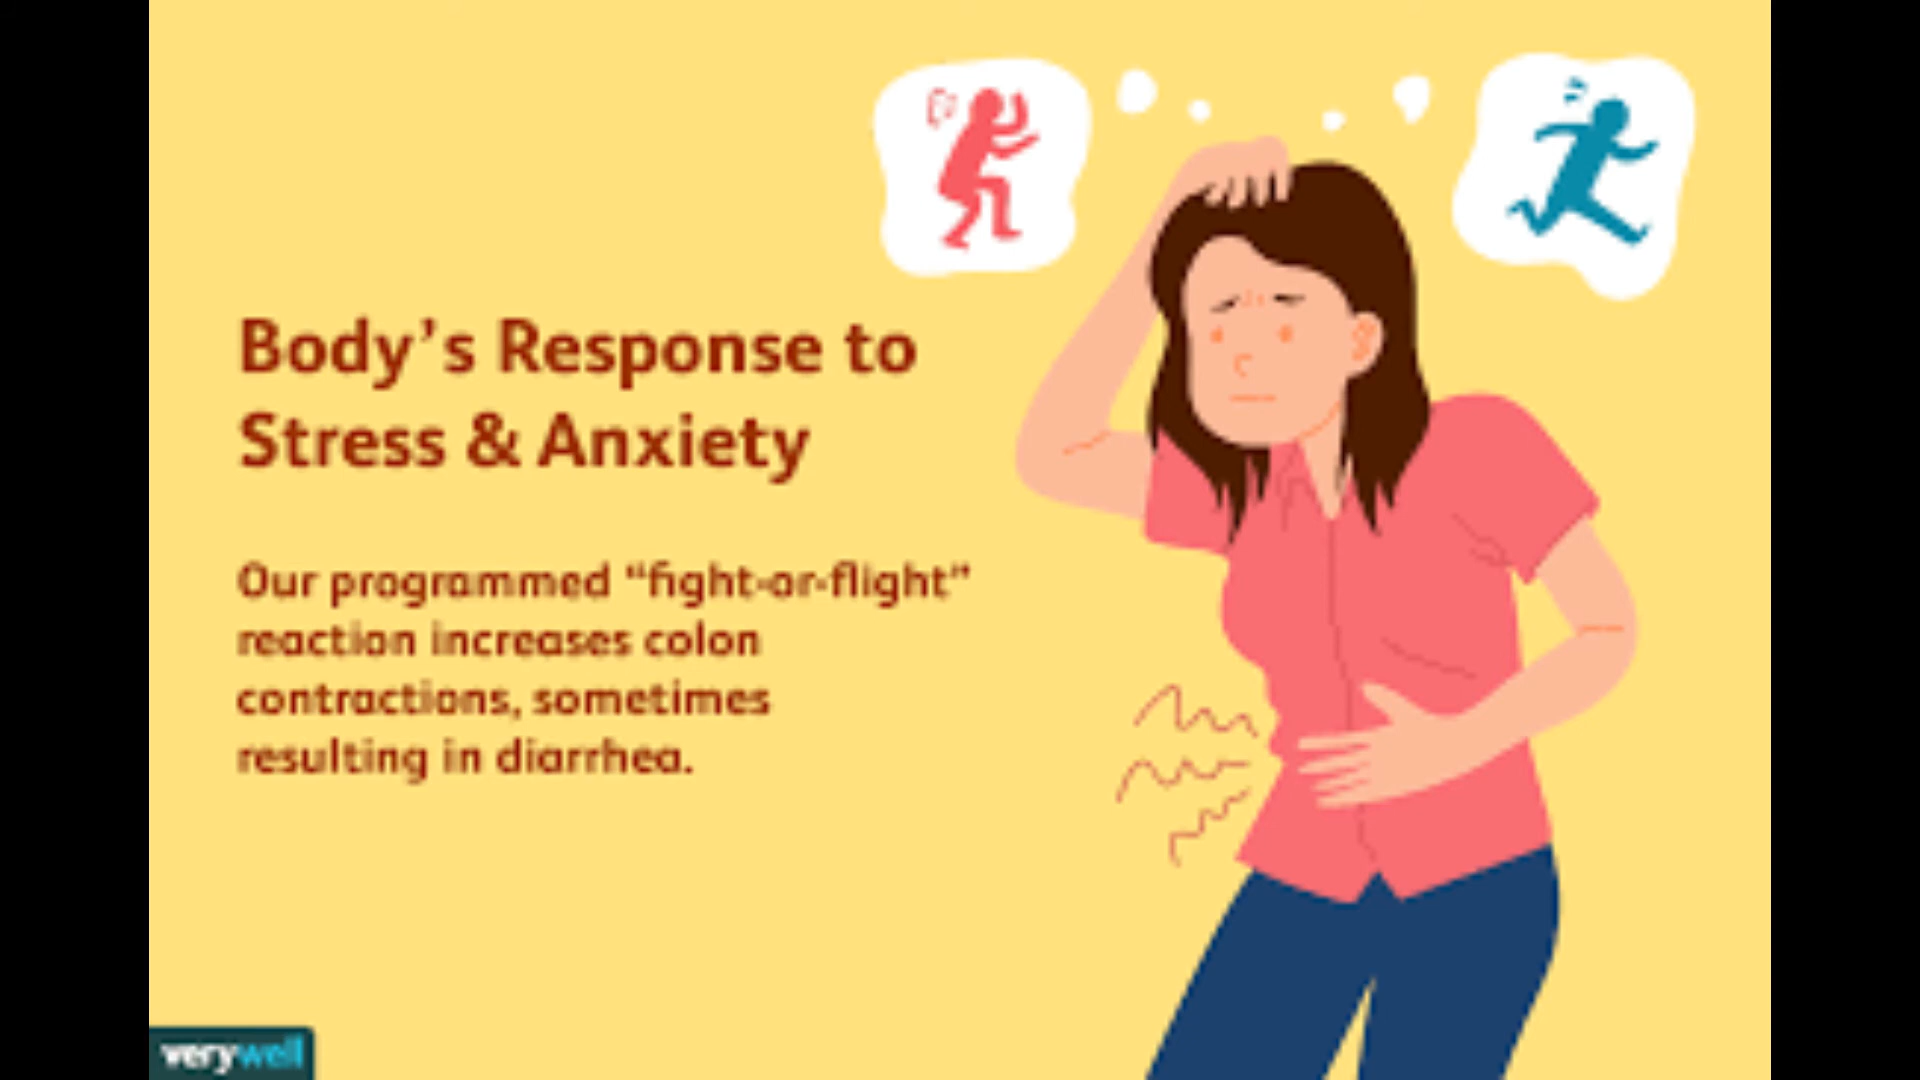 Body’s Response to
Stress & Anxiety
Our programmed “fight-or-flight”
reaction increases colon
contractions, sometimes
resulting in diarrhea.
verywell